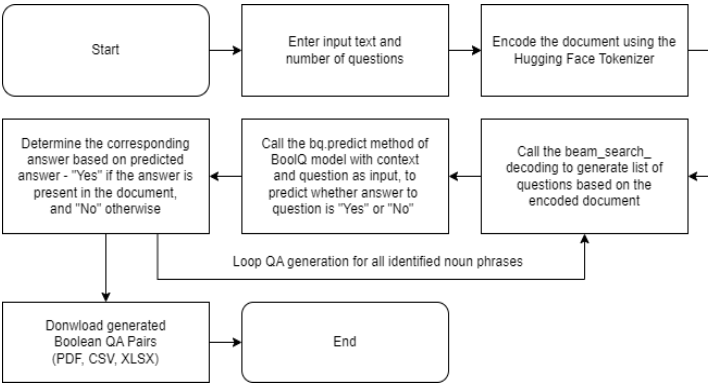 Start
Enter input text and
number of questions
Encode the document using the
Hugging Face Tokenizer
Determine the corresponding
answer based on predicted
answer - "Yes" if the answer is
present in the document,
and "No" otherwise
Call the bq.predict method of
BoolQ model with context
and question as input, to
predict whether answer to
question is "Yes" or "No"
Call the beam_search_
decoding to generate list of
questions based on the
encoded document
Loop QA generation for all identified noun phrases
Donwload generated
Boolean QA Pairs
(PDF, CSV, XLSX)
End